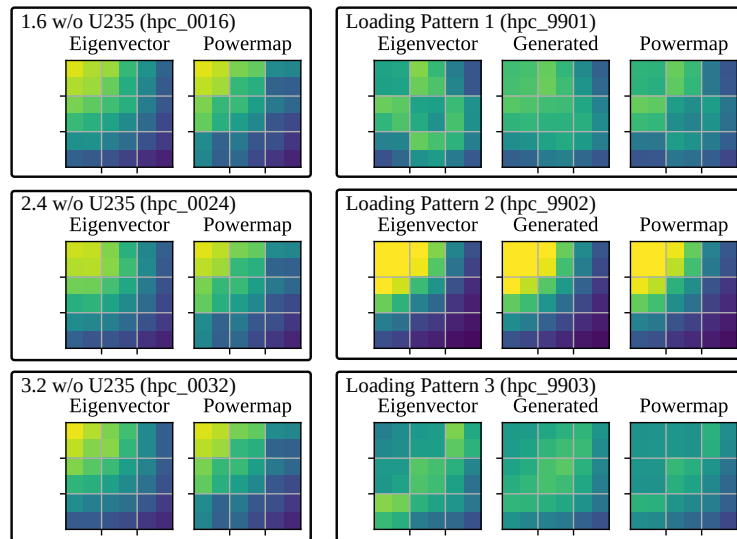 1.6 w/o U235 (hpc_0016)
Eigenvector Powermap
Loading Pattern 1 (hpc_9901)
Eigenvector Generated Powermap
2.4 w/o U235 (hpc_0024)
Eigenvector Powermap
Loading Pattern 2 (hpc_9902)
Eigenvector Generated Powermap
3.2 w/o U235 (hpc_0032)
Eigenvector Powermap
Loading Pattern 3 (hpc_9903)
Eigenvector Generated Powermap